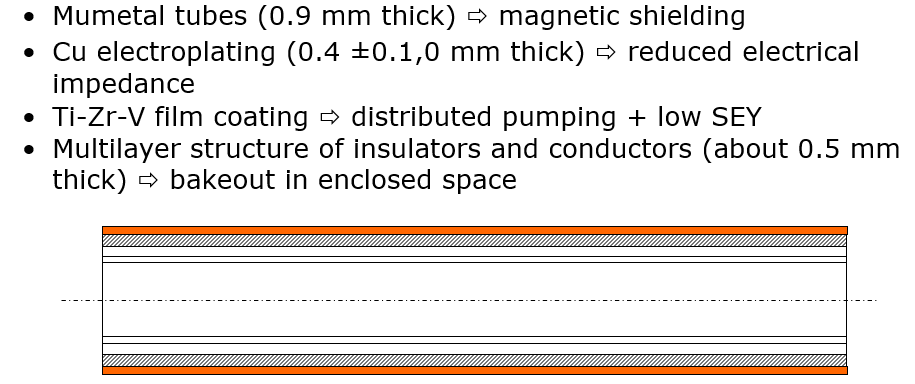 • Mumetal tubes (0.9 mm thick) ⇨ magnetic shielding
• Cu electroplating (0.4 ±0.1,0 mm thick) ⇨ reduced electrical
impedance
• Ti-Zr-V film coating ⇨ distributed pumping + low SEY
• Multilayer structure of insulators and conductors (about 0.5 mm
thick) ⇨ bakeout in enclosed space